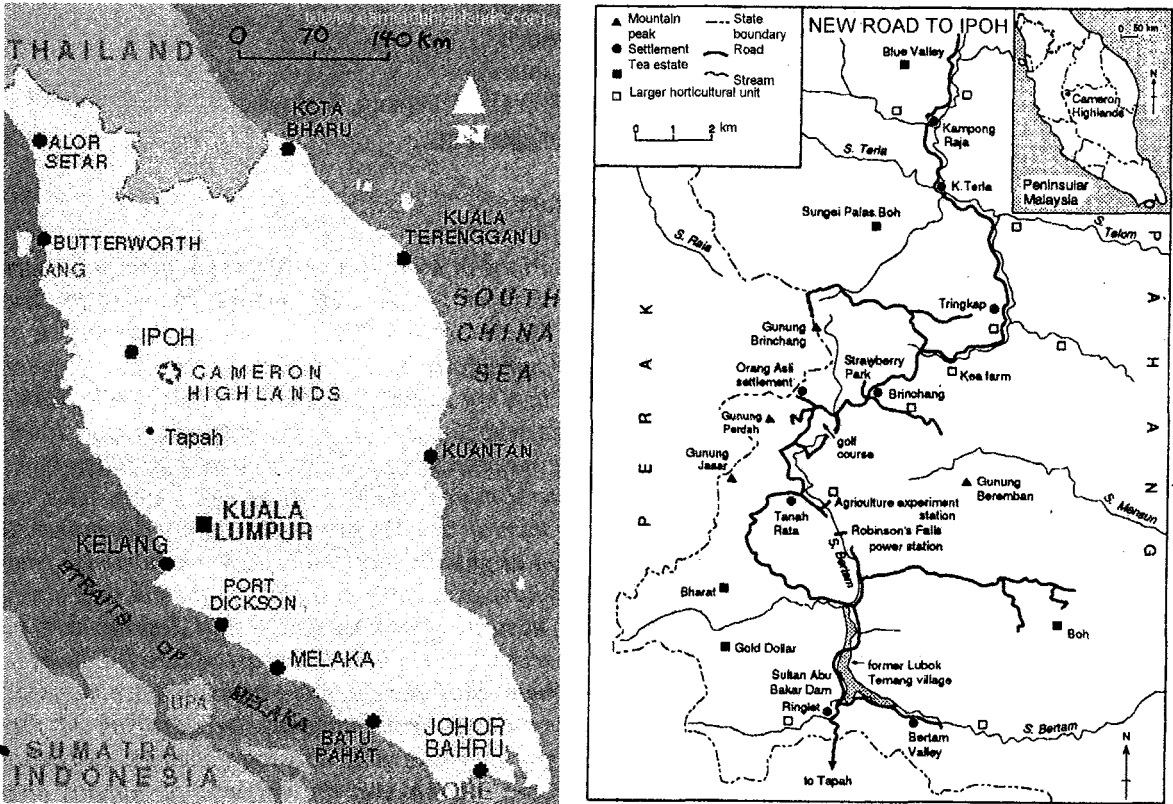 THAILAND
0 70 140 Km
N
KOTA
BHARU
ALOR
SETAR
KUALA
TERENGGANU
BUTTERWORTH
SOUTH
CHINA
SEA
IPOH
CAMERON
HIGHLANDS
Tapah
KUANTAN
KUALA
LUMPUR
KELANG
STRAITS
OF
MELAKA
PORT
DICKSON
MELAKA
BATU
PAHAT
JOHOR
BAHRU
SUMATRA
INDONESIA
Mountain
peak
Settlement
Tea estate
Larger horticultural unit
State
boundary
Road
Stream
0 1 2 km
NEW ROAD TO IPOH
0 50 km
N
Cameron
Highlands
Peninsular
Malaysia
Blue Valley
Kampong
Raja
S. Terla
K. Terla
Sungei Palas Boh
S. Telom
S. Raia
PERAK
PAHANG
Tringkap
Gunung
Brinchang
Strawberry
Park
Kea farm
Orang Asli
settlement
Brinchang
Gunung
Perdah
golf
course
Gunung
Jasar
Gunung
Beremban
S. Mensun
Agriculture experiment
station
Tanah
Rata
Robinson's Falls
power station
S. Bertam
Bharat
Boh
Gold Dollar
former Lubok
Temang village
Sultan Abu
Bakar Dam
Ringlet
Bertam
Valley
S. Bertam
N
to Tapah